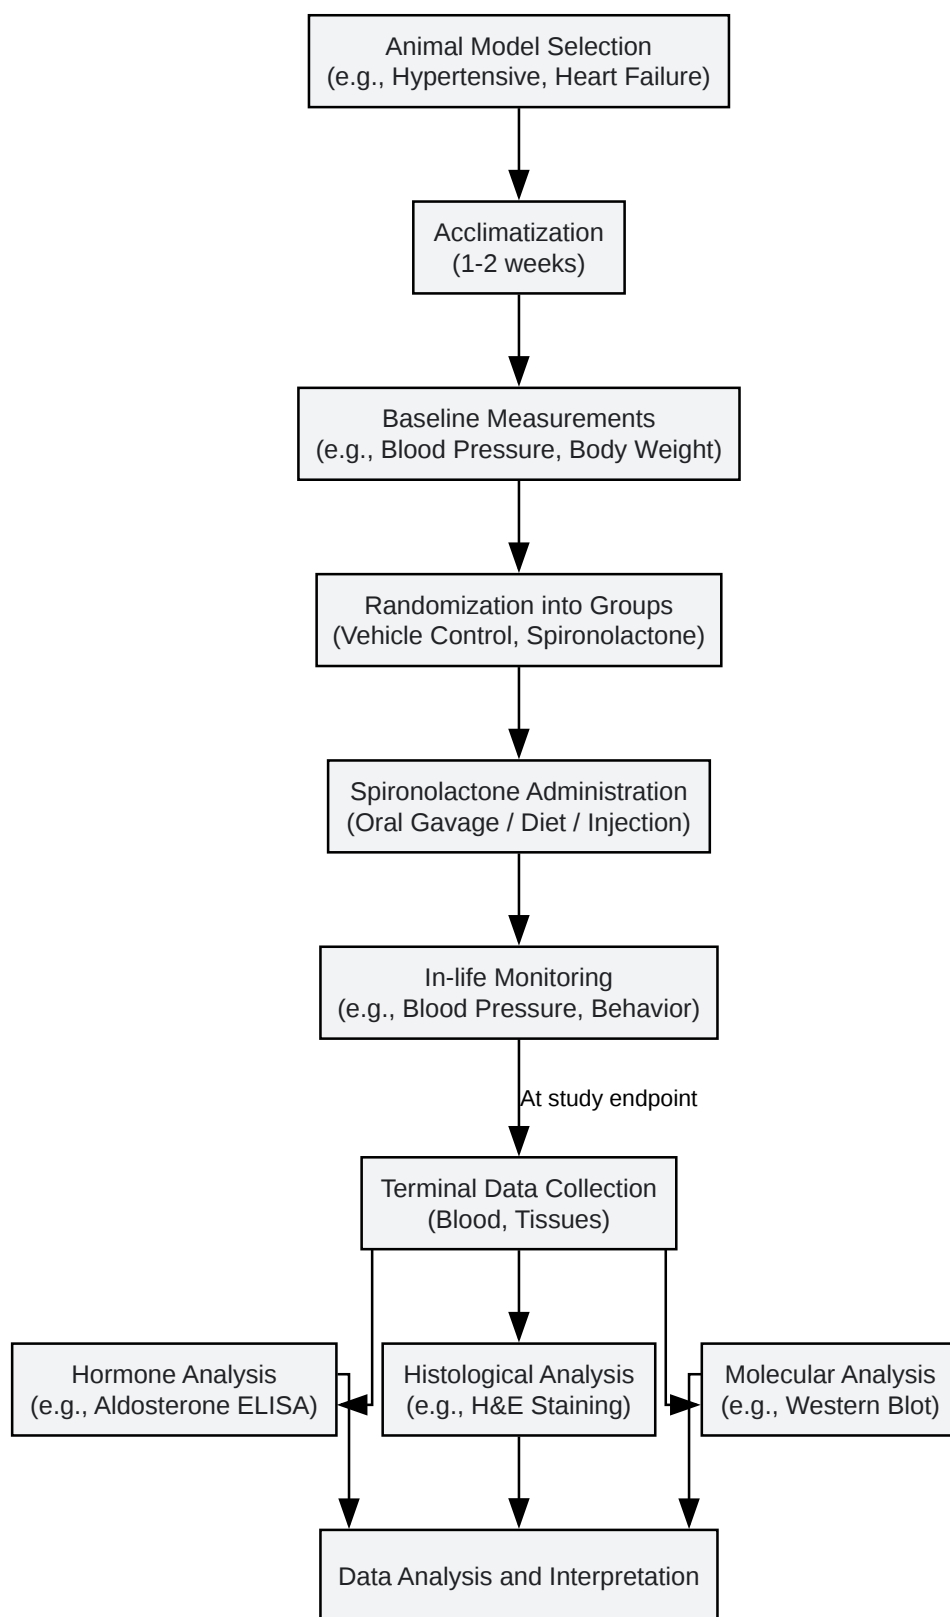 Animal Model Selection
(e.g., Hypertensive, Heart Failure)
Acclimatization
(1-2 weeks)
Baseline Measurements
(e.g., Blood Pressure, Body Weight)
Randomization into Groups
(Vehicle Control, Spironolactone)
Spironolactone Administration
(Oral Gavage / Diet / Injection)
In-life Monitoring
(e.g., Blood Pressure, Behavior)
At study endpoint
Terminal Data Collection
(Blood, Tissues)
Hormone Analysis
(e.g., Aldosterone ELISA)
Histological Analysis
(e.g., H&E Staining)
Molecular Analysis
(e.g., Western Blot)
Data Analysis and Interpretation